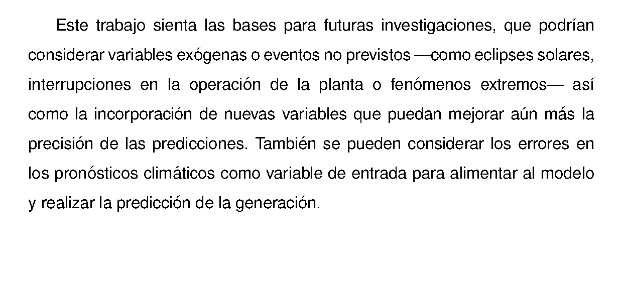 Este trabajo sienta las bases para futuras investigaciones, que podrían
considerar variables exógenas o eventos no previstos —como eclipses solares,
interrupciones en la operación de la planta o fenómenos extremos— así
como la incorporación de nuevas variables que puedan mejorar aún más la
precisión de las predicciones. También se pueden considerar los errores en
los pronósticos climáticos como variable de entrada para alimentar al modelo
y realizar la predicción de la generación.